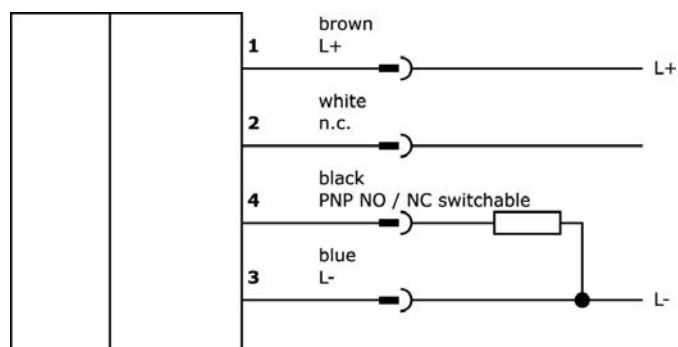 brown
1 L+
L+
white
2 n.c.
black
4 PNP NO / NC switchable
blue
3 L-
L-